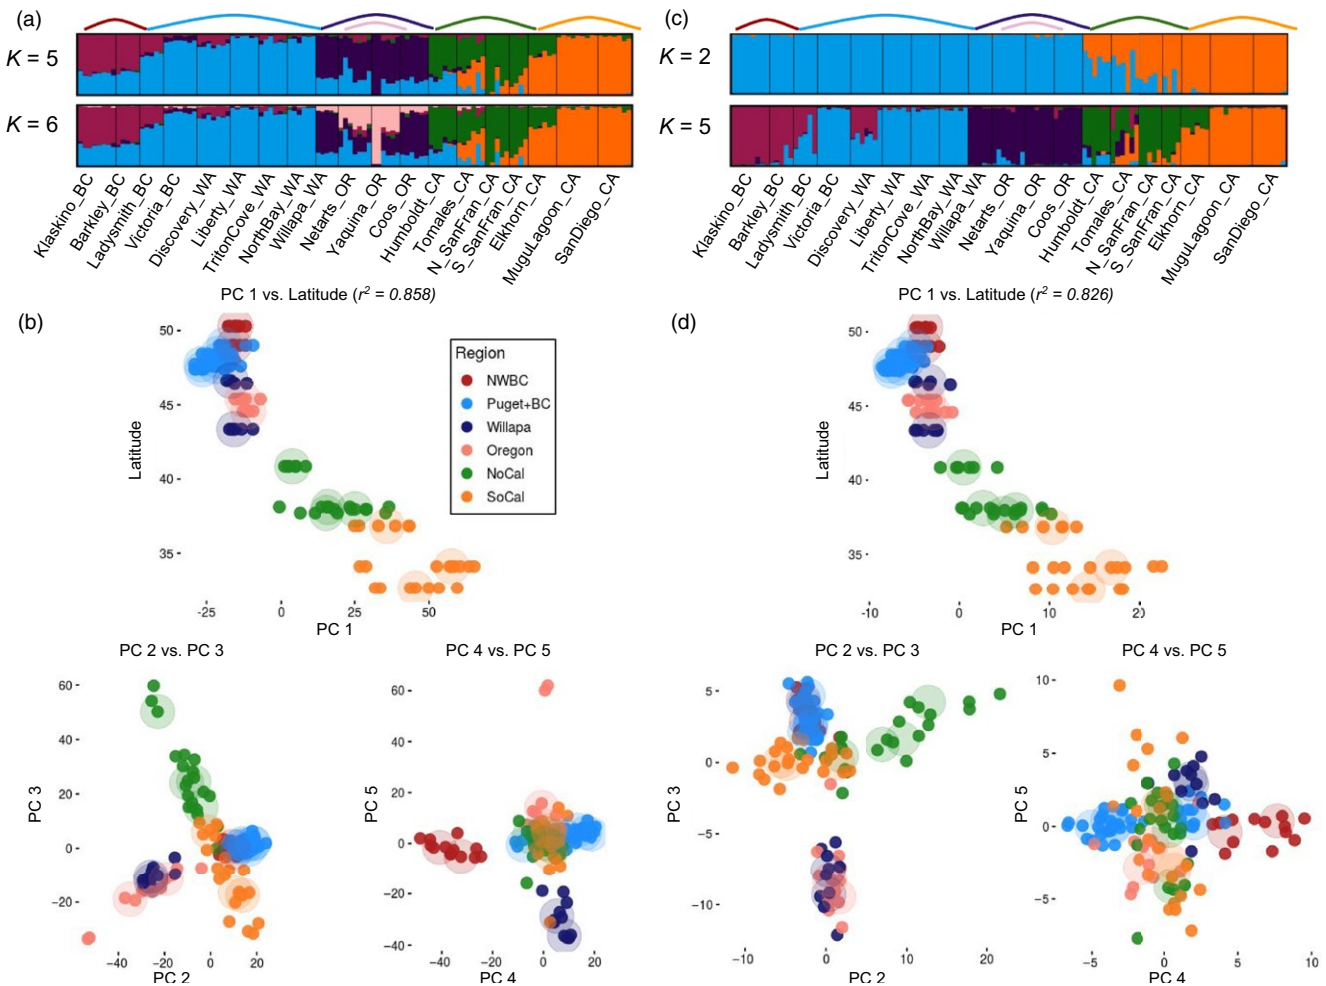 (a)
K = 5
K = 6
Klaskino_BC
Barkley_BC
Ladysmith_BC
Victoria_BC
Discovery_WA
Liberty_WA
TritonCove_WA
NorthBay_WA
Willapa_WA
Netarts_OR
Yaquina_OR
Coos_OR
Humboldt_CA
Tomales_CA
N_SanFran_CA
S_SanFran_CA
Elkhorn_CA
MuguLagoon_CA
SanDiego_CA
(c)
K = 2
K = 5
Klaskino_BC
Barkley_BC
Ladysmith_BC
Victoria_BC
Discovery_WA
Liberty_WA
TritonCove_WA
NorthBay_WA
Willapa_WA
Netarts_OR
Yaquina_OR
Coos_OR
Humboldt_CA
Tomales_CA
N_SanFran_CA
S_SanFran_CA
Elkhorn_CA
MuguLagoon_CA
SanDiego_CA
(b)
PC 1 vs. Latitude (r² = 0.858)
50
45
40
35
Latitude
-25
0
25
50
PC 1
Region
NWBC
Puget+BC
Willapa
Oregon
NoCal
SoCal
PC 2 vs. PC 3
60
40
20
0
−20
PC 3
−40
−20
0
20
PC 2
PC 4 vs. PC 5
60
40
20
0
−20
−40
PC 5
−40
−20
0
20
PC 4
(d)
PC 1 vs. Latitude (r² = 0.826)
50
45
40
35
Latitude
-10
0
10
20
PC 1
PC 2 vs. PC 3
5
0
−5
−10
PC 3
−10
0
10
20
PC 2
PC 4 vs. PC 5
10
5
0
−5
PC 5
−5
0
5
10
PC 4